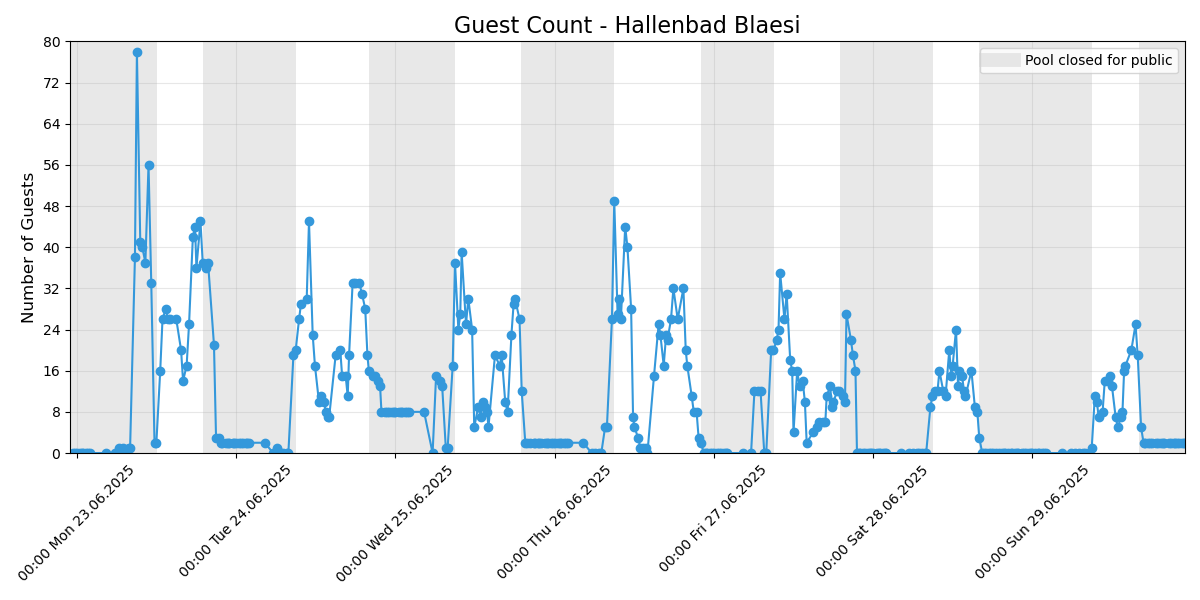 Guest Count - Hallenbad Blaesi
Pool closed for public
Number of Guests
80
72
64
56
48
40
32
24
16
8
0
00:00 Mon 23.06.2025
00:00 Tue 24.06.2025
00:00 Wed 25.06.2025
00:00 Thu 26.06.2025
00:00 Fri 27.06.2025
00:00 Sat 28.06.2025
00:00 Sun 29.06.2025